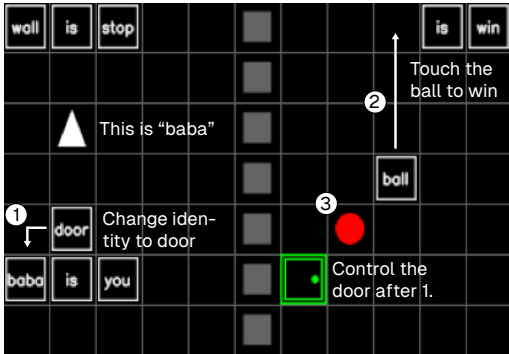 wall is stop is win
Touch the
ball to win
2
This is "baba"
ball
1 door Change iden-
tity to door
3
baba is you
Control the
door after 1.